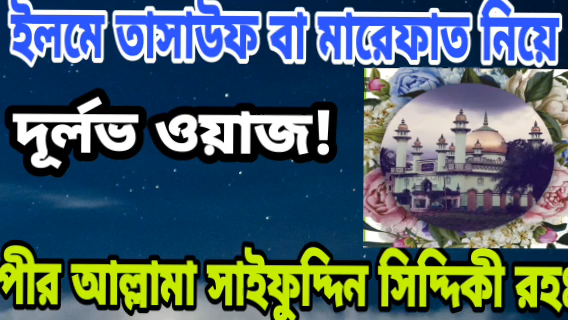 ইলমে তাসাউফ বা মারেফাত নিয়ে
দূর্লভ ওয়াজ!
পীর আল্লামা সাইফুদ্দিন সিদ্দিকী রহঃ